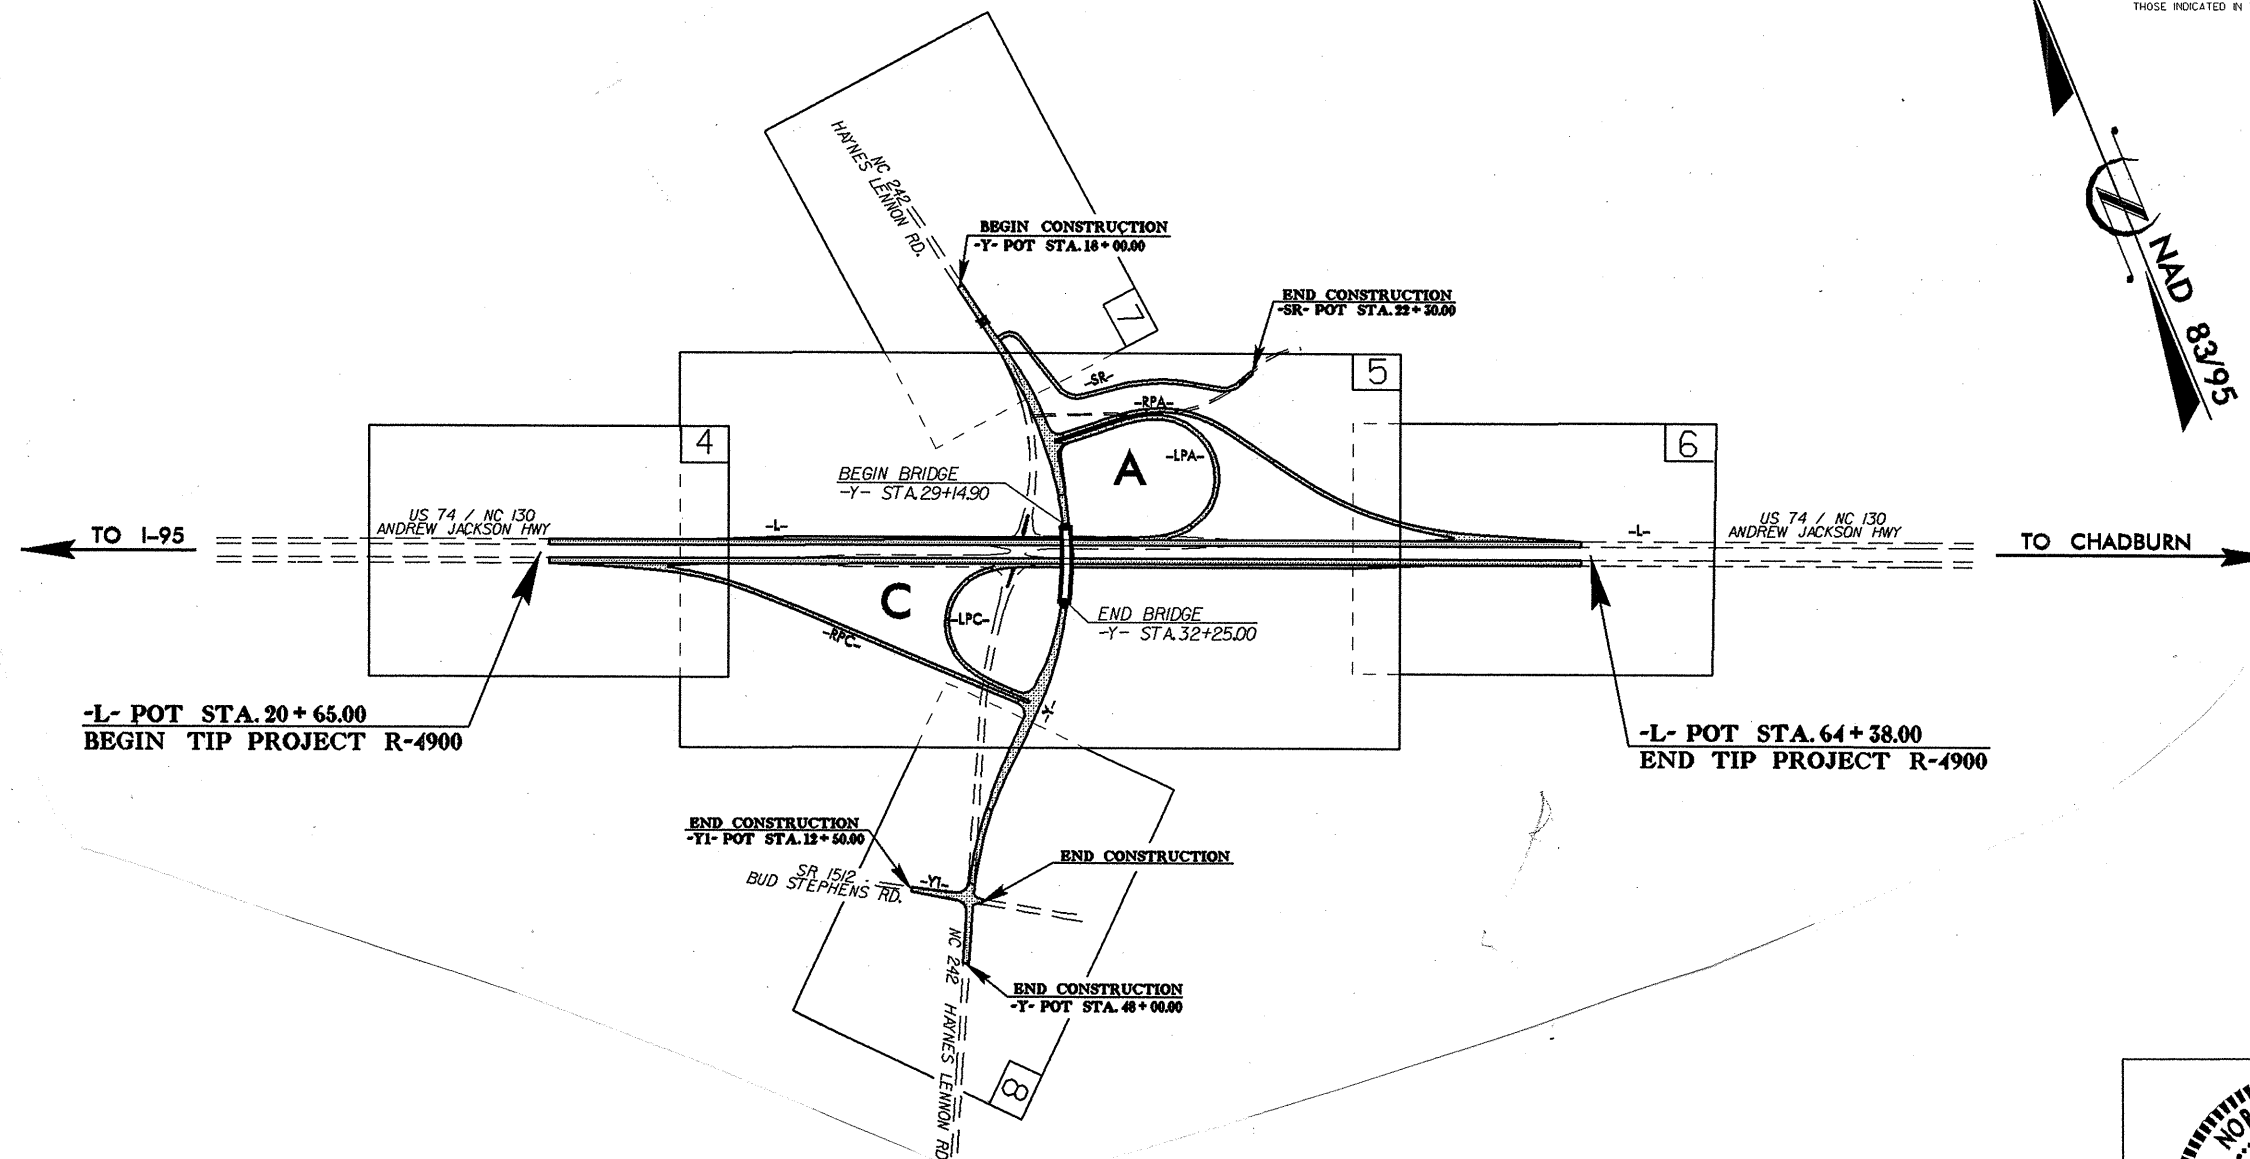 THOSE INDICATED IN
NC 242
HAYNES LENNON RD.
BEGIN CONSTRUCTION
-Y- POT STA. 18+00.00
7
END CONSTRUCTION
-SR- POT STA. 22+30.00
NAD 83/95
5
-SR-
-RPA-
4
6
BEGIN BRIDGE
-Y- STA.29+14.90
A
-LPA-
US 74 / NC 130
ANDREW JACKSON HWY
TO I-95
-L-
-L-
US 74 / NC 130
ANDREW JACKSON HWY
TO CHADBURN
C
-LPC-
-RPC-
END BRIDGE
-Y- STA.32+25.00
-L- POT STA. 20+65.00
BEGIN TIP PROJECT R-4900
-Y-
-L- POT STA. 64+38.00
END TIP PROJECT R-4900
END CONSTRUCTION
-Y1- POT STA. 12+50.00
END CONSTRUCTION
SR 1512
BUD STEPHENS RD.
-Y1-
END CONSTRUCTION
-Y- POT STA. 48+00.00
NC 242 HAYNES LENNON RD
8